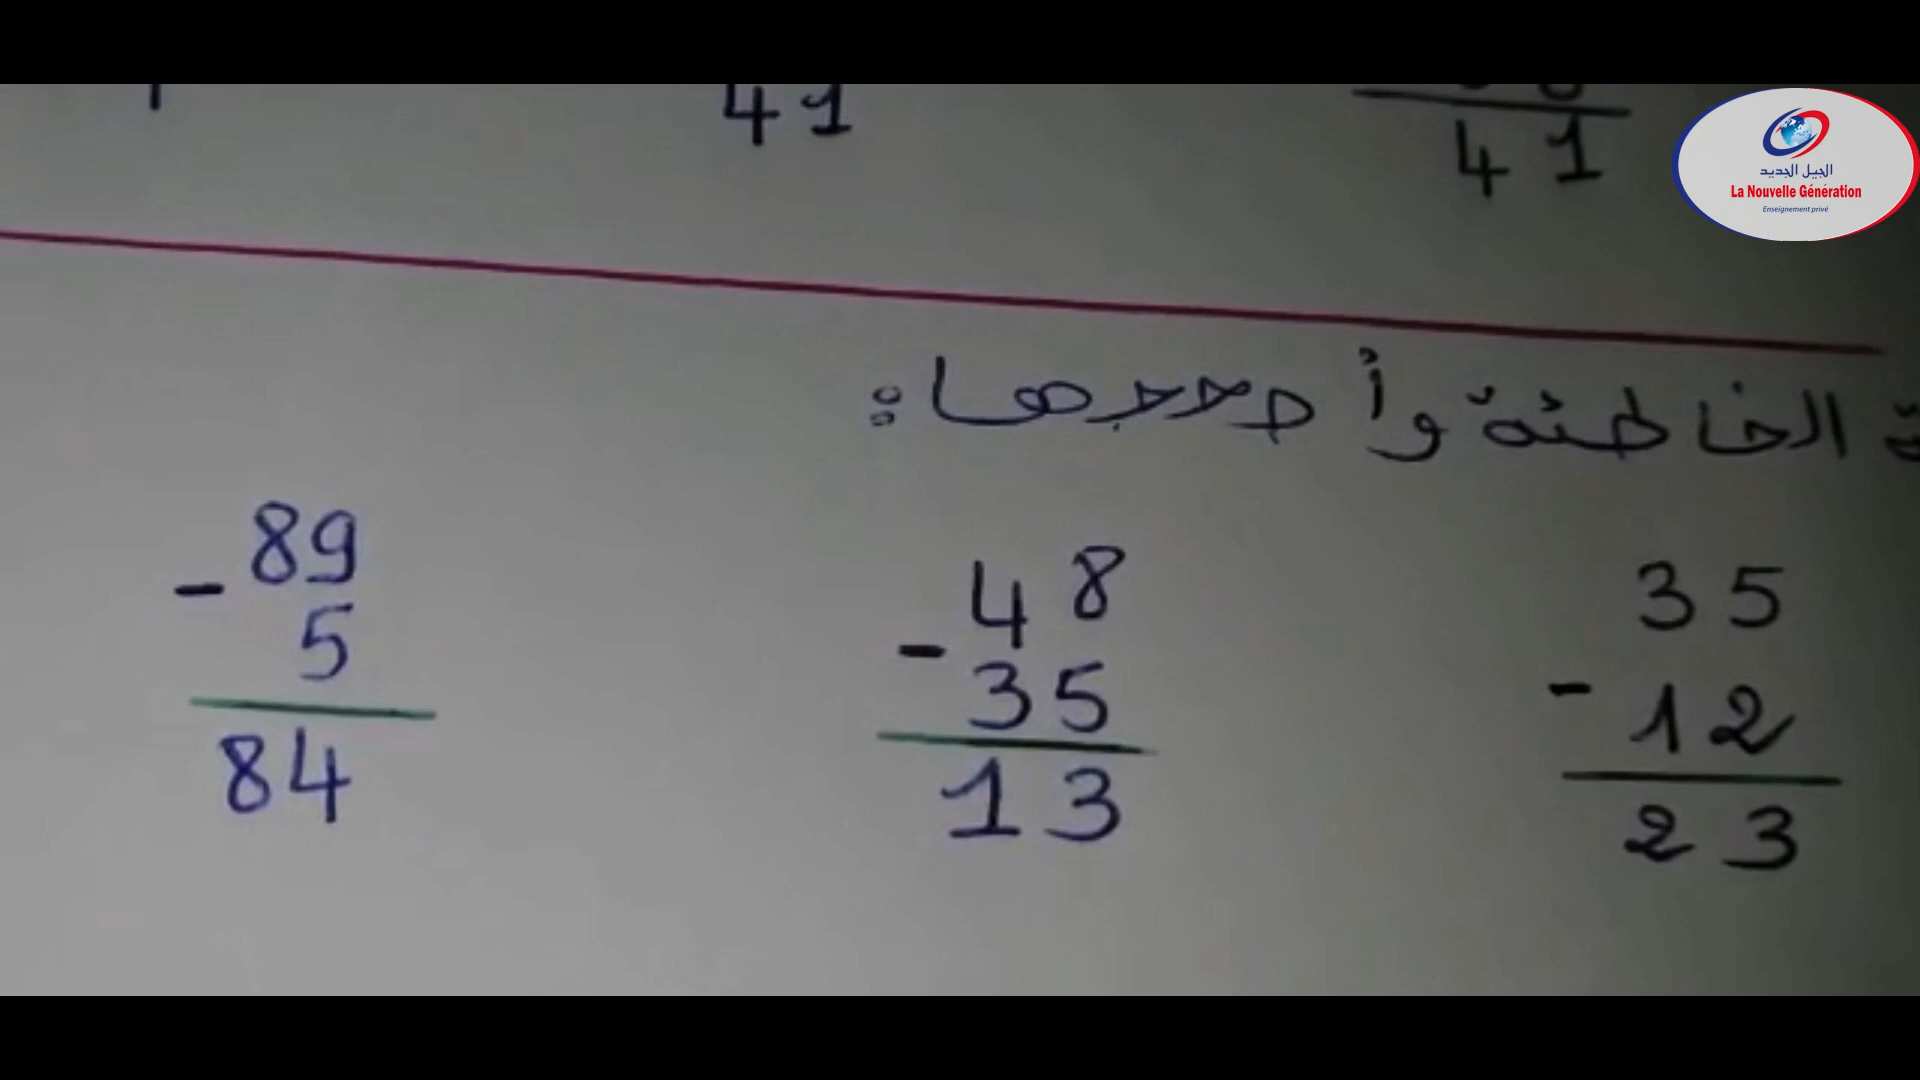 41
41
الجيل الجديد
La Nouvelle Génération
Enseignement privé
ة الخاطئة وأصححها:
35
- 12
23
48
- 35
13
89
- 5
84